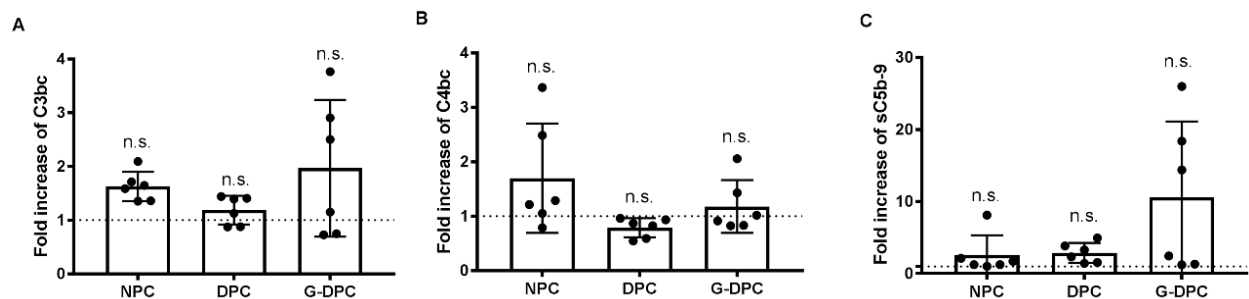 A
Fold increase of C3bc
4
3
2
1
0
n.s.
n.s.
n.s.
NPC
DPC
G-DPC
B
Fold increase of C4bc
4
3
2
1
0
n.s.
n.s.
n.s.
NPC
DPC
G-DPC
C
Fold increase of sC5b-9
30
20
10
0
n.s.
n.s.
n.s.
NPC
DPC
G-DPC